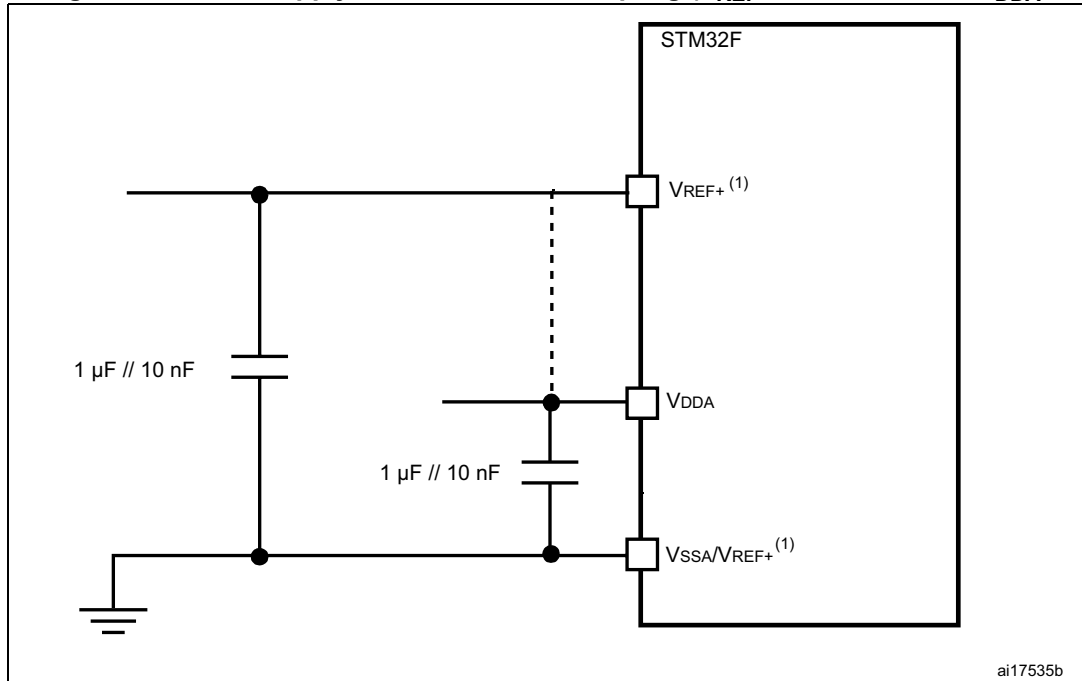 STM32F
VREF+ (1)
1 µF // 10 nF
VDDA
1 µF // 10 nF
VSSA/VREF+ (1)
ai17535b